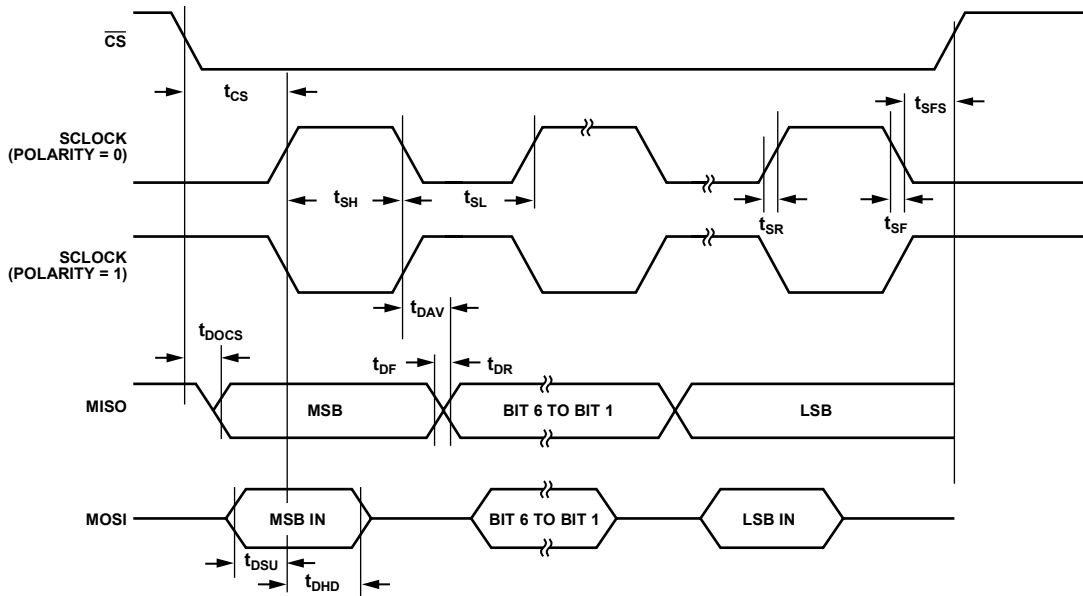 CS
tCS
tSFS
SCLOCK
(POLARITY = 0)
tSH
tSL
tSR
tSF
SCLOCK
(POLARITY = 1)
tDAV
tDOCS
tDF
tDR
MISO
MSB
BIT 6 TO BIT 1
LSB
MOSI
MSB IN
BIT 6 TO BIT 1
LSB IN
tDSU
tDHD